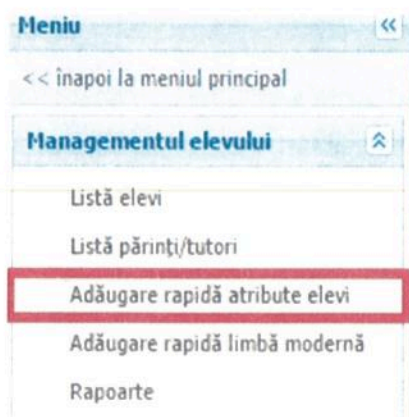 Meniu
<< înapoi la meniul principal
Managementul elevului
Listă elevi
Listă părinți/tutori
Adăugare rapidă atribute elevi
Adăugare rapidă limbă modernă
Rapoarte